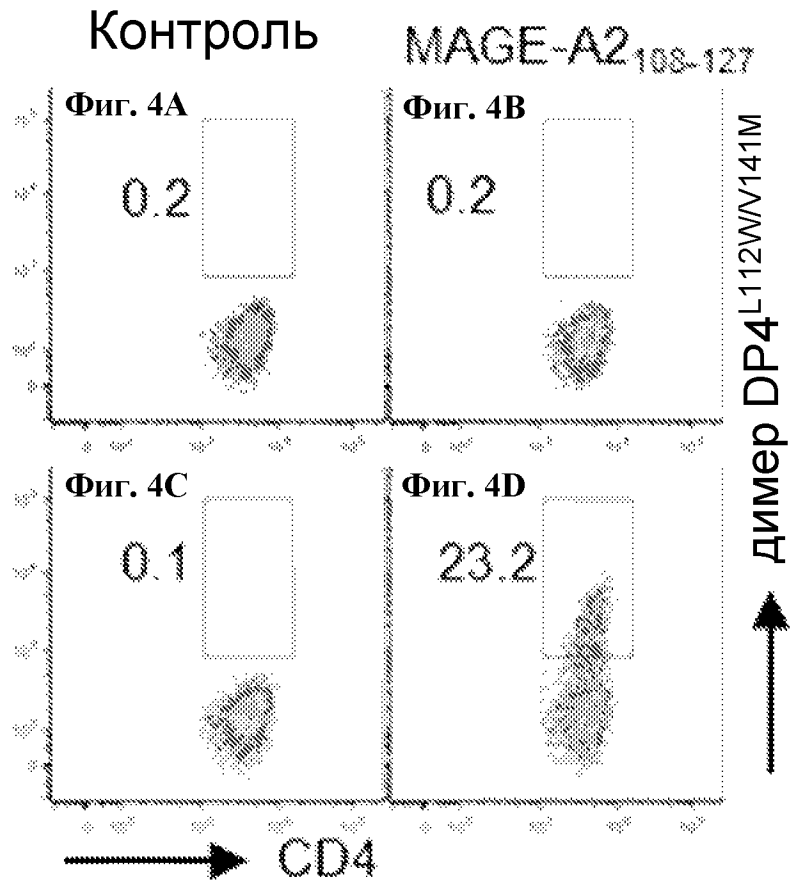 Контроль MAGE-A2108-127
Фиг. 4A Фиг. 4B
0.2 0.2
Фиг. 4C Фиг. 4D
0.1 23.2
димер DP4L112W/V141M
CD4